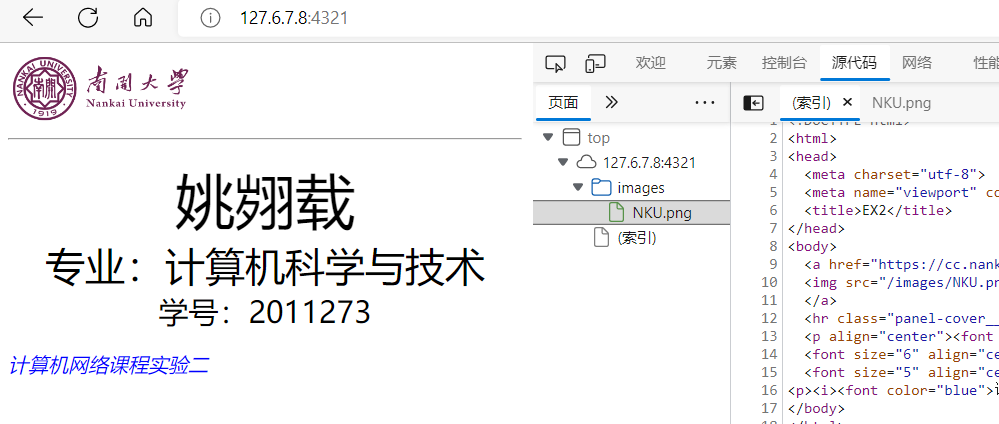 127.6.7.8:4321
NANKAI UNIVERSITY
南開
1919
南開大學
Nankai University
姚翙载
专业：计算机科学与技术
学号：2011273
计算机网络课程实验二
欢迎 元素 控制台 源代码 网络 性能
页面
top
127.6.7.8:4321
images
NKU.png
(索引)
(索引) × NKU.png
1 <!DOCTYPE html>
2 <html>
3 <head>
4 <meta charset="utf-8">
5 <meta name="viewport" co
6 <title>EX2</title>
7 </head>
8 <body>
9 <a href="https://cc.nank
10 <img src="/images/NKU.pn
11 </a>
12 <hr class="panel-cover__
13 <p align="center"><font
14 <font size="6" align="ce
15 <font size="5" align="ce
16 <p><i><font color="blue">
17 </body>
18 </html>